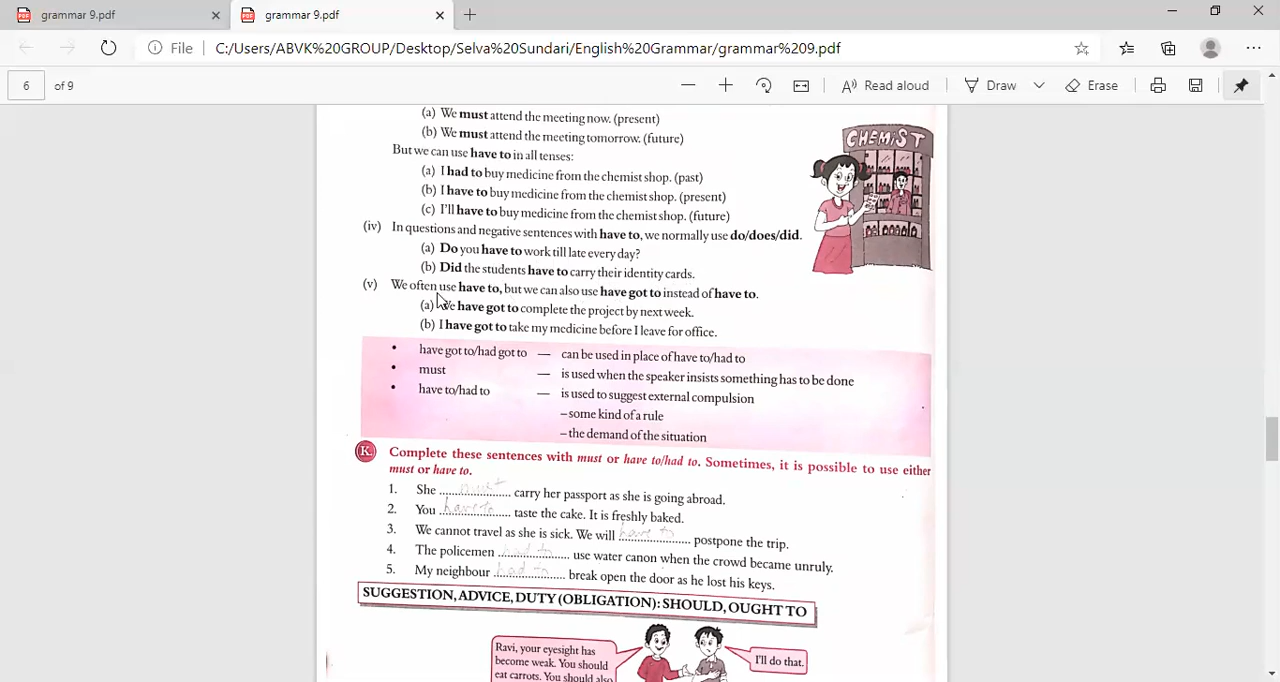 grammar 9.pdf
grammar 9.pdf
File
C:/Users/ABVK%20GROUP/Desktop/Selva%20Sundari/English%20Grammar/grammar%209.pdf
6 of 9
Read aloud
Draw
Erase
(a) We must attend the meeting now. (present)
(b) We must attend the meeting tomorrow. (future)
But we can use have to in all tenses:
(a) I had to buy medicine from the chemist shop. (past)
(b) I have to buy medicine from the chemist shop. (present)
(c) I'll have to buy medicine from the chemist shop. (future)
CHEMIST
(iv) In questions and negative sentences with have to, we normally use do/does/did.
(a) Do you have to work till late every day?
(b) Did the students have to carry their identity cards.
(v) We often use have to, but we can also use have got to instead of have to.
(a) We have got to complete the project by next week.
(b) I have got to take my medicine before I leave for office.
• have got to/had got to — can be used in place of have to/had to
• must — is used when the speaker insists something has to be done
• have to/had to — is used to suggest external compulsion
– some kind of a rule
– the demand of the situation
K. Complete these sentences with must or have to/had to. Sometimes, it is possible to use either
must or have to.
1. She must carry her passport as she is going abroad.
2. You have to taste the cake. It is freshly baked.
3. We cannot travel as she is sick. We will have to postpone the trip.
4. The policemen had to use water canon when the crowd became unruly.
5. My neighbour had to break open the door as he lost his keys.
SUGGESTION, ADVICE, DUTY (OBLIGATION): SHOULD, OUGHT TO
Ravi, your eyesight has
become weak. You should
eat carrots. You should also
I'll do that.